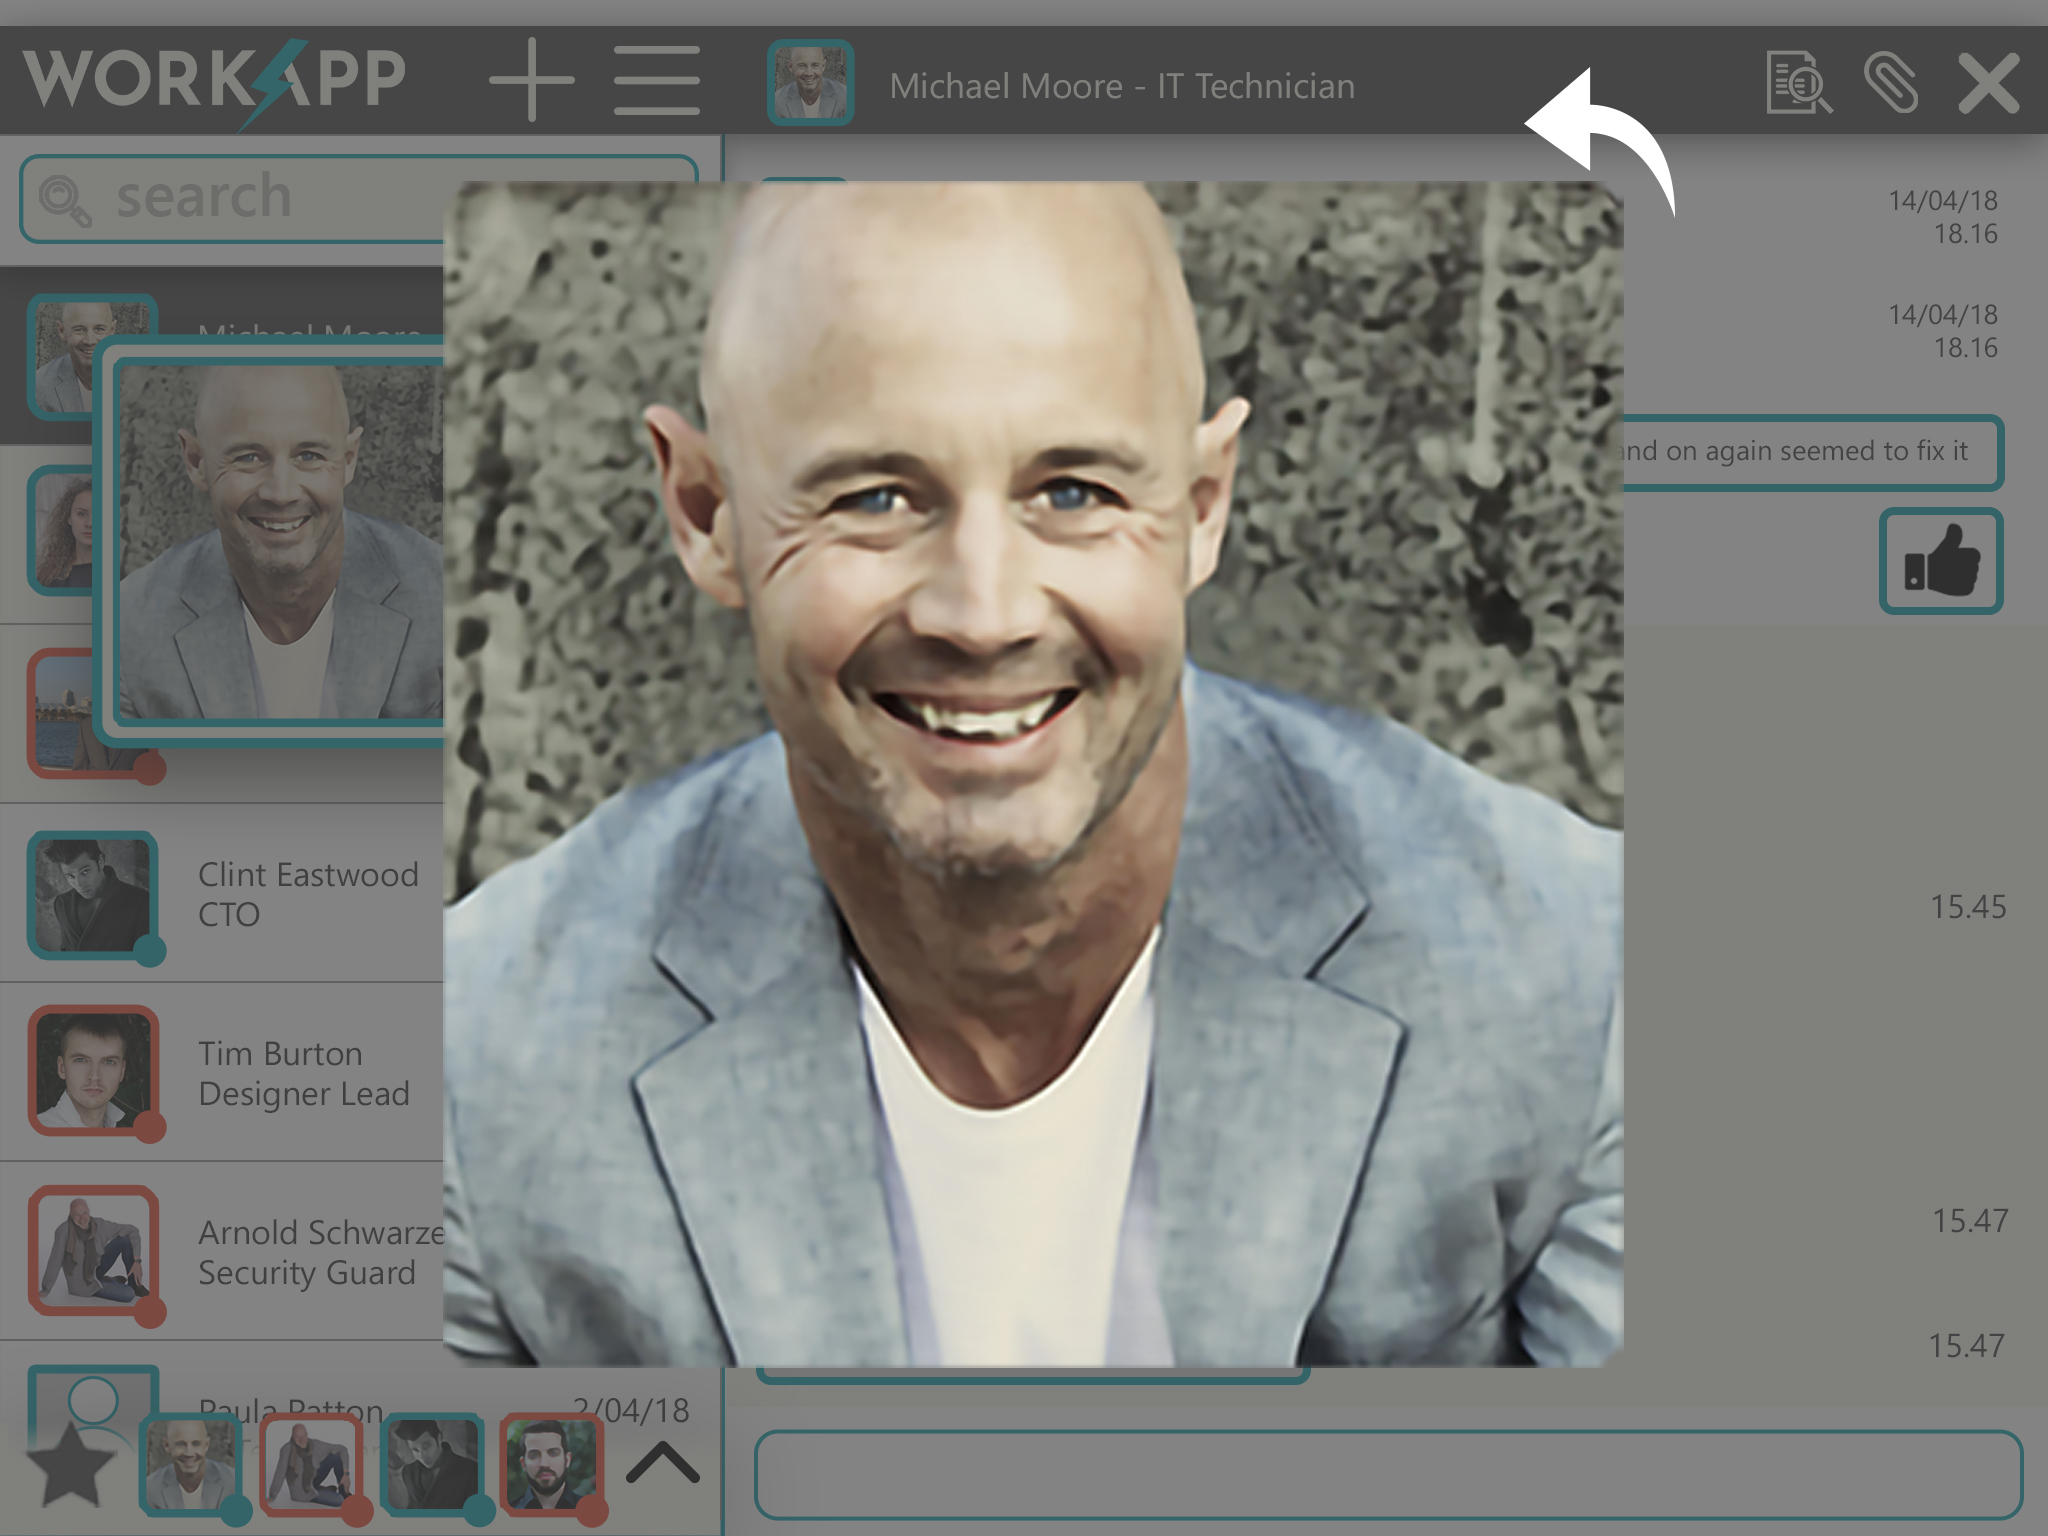 WORKAPP
Michael Moore - IT Technician
search
14/04/18
18.16
14/04/18
18.16
Michael Moore
and on again seemed to fix it
Clint Eastwood
CTO
15.45
Tim Burton
Designer Lead
Arnold Schwarze
Security Guard
15.47
15.47
Paula Patton
2/04/18